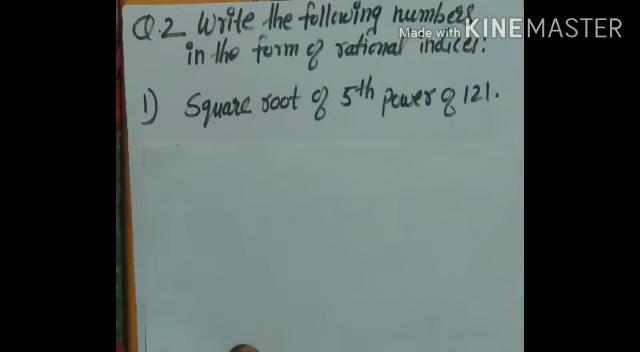 Q.2 Write the following numbers
Made with KINEMASTER
in the form of rational indices:
1) Square root of 5th power of 121.